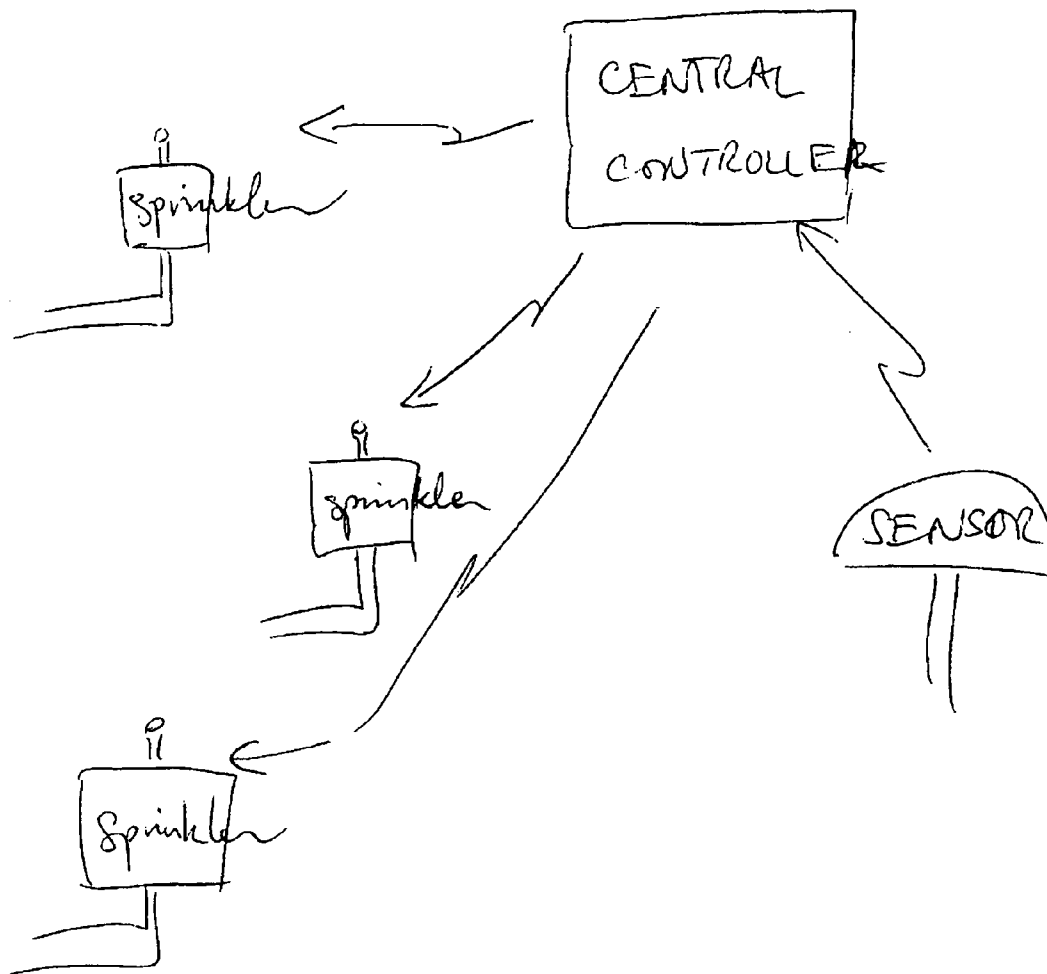 CENTRAL
CONTROLLER
sprinkler
sprinkler
SENSOR
Sprinkler